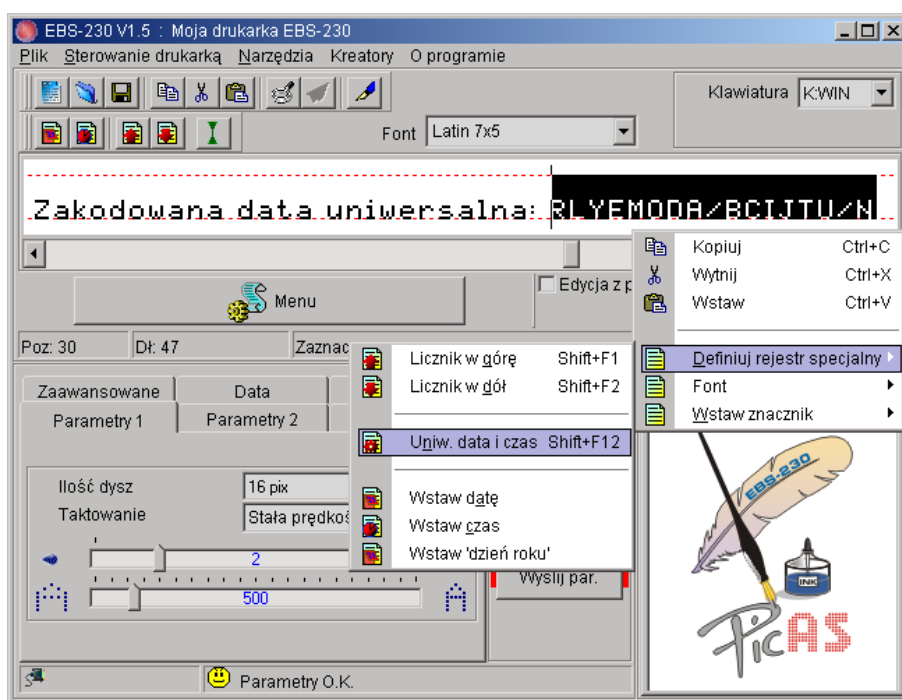 EBS-230 V1.5 : Moja drukarka EBS-230
Plik Sterowanie drukarką Narzędzia Kreatory O programie
Klawiatura K:WIN
Font Latin 7x5
Zakodowana data uniwersalna: RLYEMODA/BCIJTU/N
Menu
Edycja z p
Kopiuj Ctrl+C
Wytnij Ctrl+X
Wstaw Ctrl+V
Definiuj rejestr specjalny
Font
Wstaw znacznik
Poz: 30 Dł: 47 Zaznac
Licznik w górę Shift+F1
Licznik w dół Shift+F2
Uniw. data i czas Shift+F12
Wstaw datę
Wstaw czas
Wstaw 'dzień roku'
Zaawansowane Data
Parametry 1 Parametry 2
Ilość dysz 16 pix
Taktowanie Stała prędkoś
2
500
Wyślij par.
EBS-230
INK
PicAS
Parametry O.K.